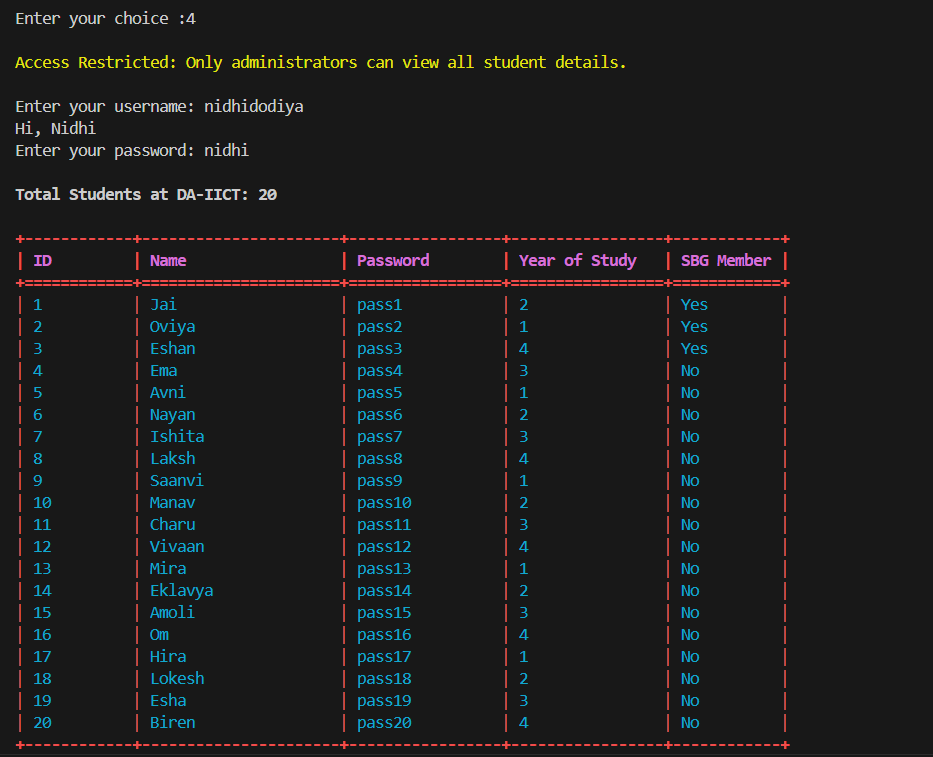 Enter your choice :4
Access Restricted: Only administrators can view all student details.
Enter your username: nidhidodiya
Hi, Nidhi
Enter your password: nidhi
Total Students at DA-IICT: 20
+------------+----------------------+-----------------+-----------------+------------+
| ID | Name | Password | Year of Study | SBG Member |
+============+======================+=================+=================+============+
| 1 | Jai | pass1 | 2 | Yes |
| 2 | Oviya | pass2 | 1 | Yes |
| 3 | Eshan | pass3 | 4 | Yes |
| 4 | Ema | pass4 | 3 | No |
| 5 | Avni | pass5 | 1 | No |
| 6 | Nayan | pass6 | 2 | No |
| 7 | Ishita | pass7 | 3 | No |
| 8 | Laksh | pass8 | 4 | No |
| 9 | Saanvi | pass9 | 1 | No |
| 10 | Manav | pass10 | 2 | No |
| 11 | Charu | pass11 | 3 | No |
| 12 | Vivaan | pass12 | 4 | No |
| 13 | Mira | pass13 | 1 | No |
| 14 | Eklavya | pass14 | 2 | No |
| 15 | Amoli | pass15 | 3 | No |
| 16 | Om | pass16 | 4 | No |
| 17 | Hira | pass17 | 1 | No |
| 18 | Lokesh | pass18 | 2 | No |
| 19 | Esha | pass19 | 3 | No |
| 20 | Biren | pass20 | 4 | No |
+------------+----------------------+-----------------+-----------------+------------+